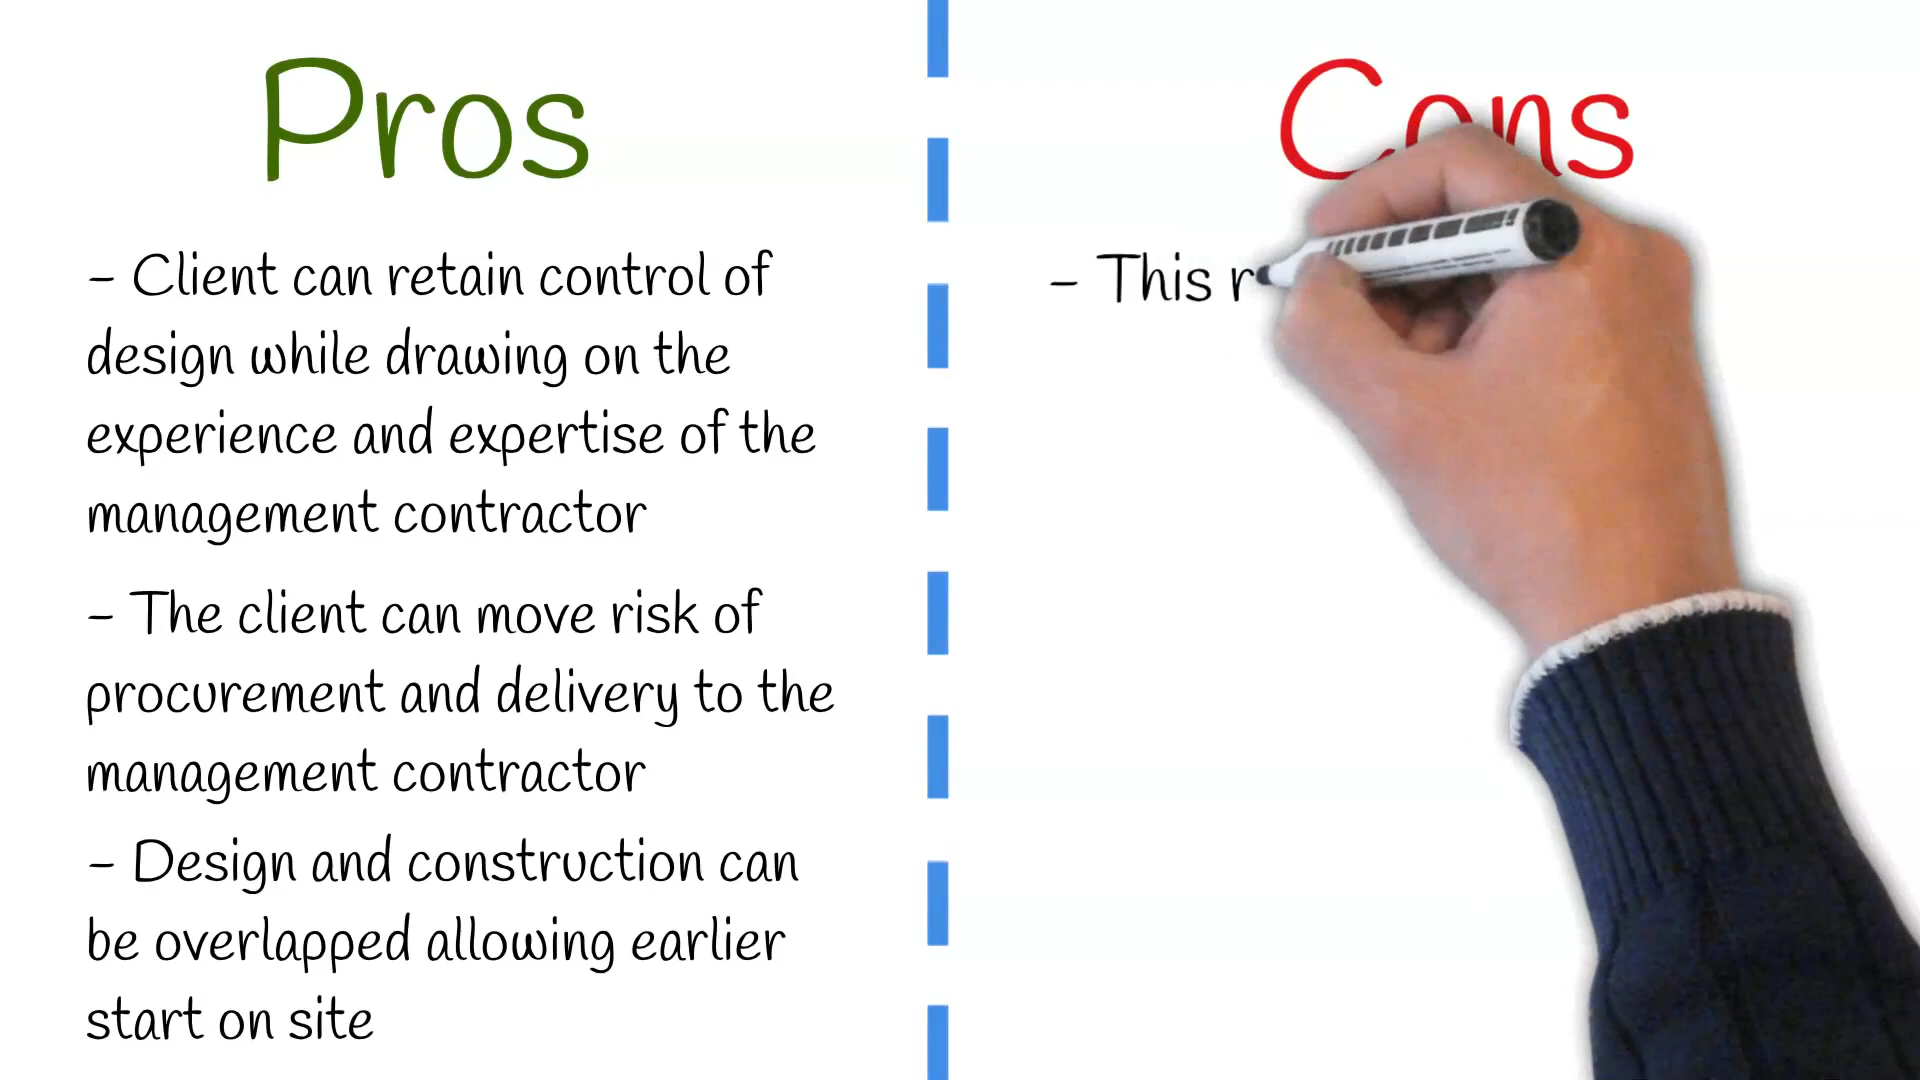 Pros
- Client can retain control of
design while drawing on the
experience and expertise of the
management contractor
- The client can move risk of
procurement and delivery to the
management contractor
- Design and construction can
be overlapped allowing earlier
start on site
Cons
- This r